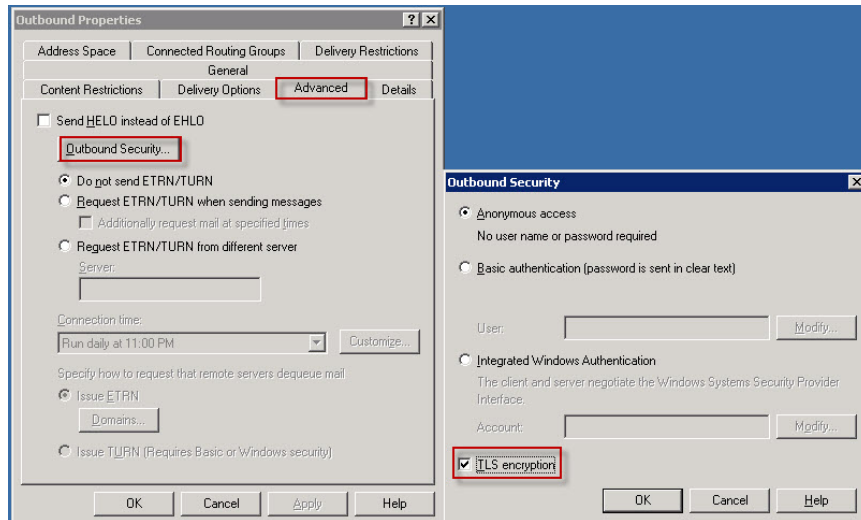 Outbound Properties
Address Space Connected Routing Groups Delivery Restrictions
General
Content Restrictions Delivery Options Advanced Details
Send HELO instead of EHLO
Outbound Security...
Do not send ETRN/TURN
Request ETRN/TURN when sending messages
Additionally request mail at specified times
Request ETRN/TURN from different server
Server:
Connection time:
Run daily at 11:00 PM Customize...
Specify how to request that remote servers dequeue mail
Issue ETRN
Domains...
Issue TURN (Requires Basic or Windows security)
OK Cancel Apply Help
Outbound Security
Anonymous access
No user name or password required
Basic authentication (password is sent in clear text)
User: Modify...
Integrated Windows Authentication
The client and server negotiate the Windows Systems Security Provider
Interface.
Account: Modify...
TLS encryption
OK Cancel Help